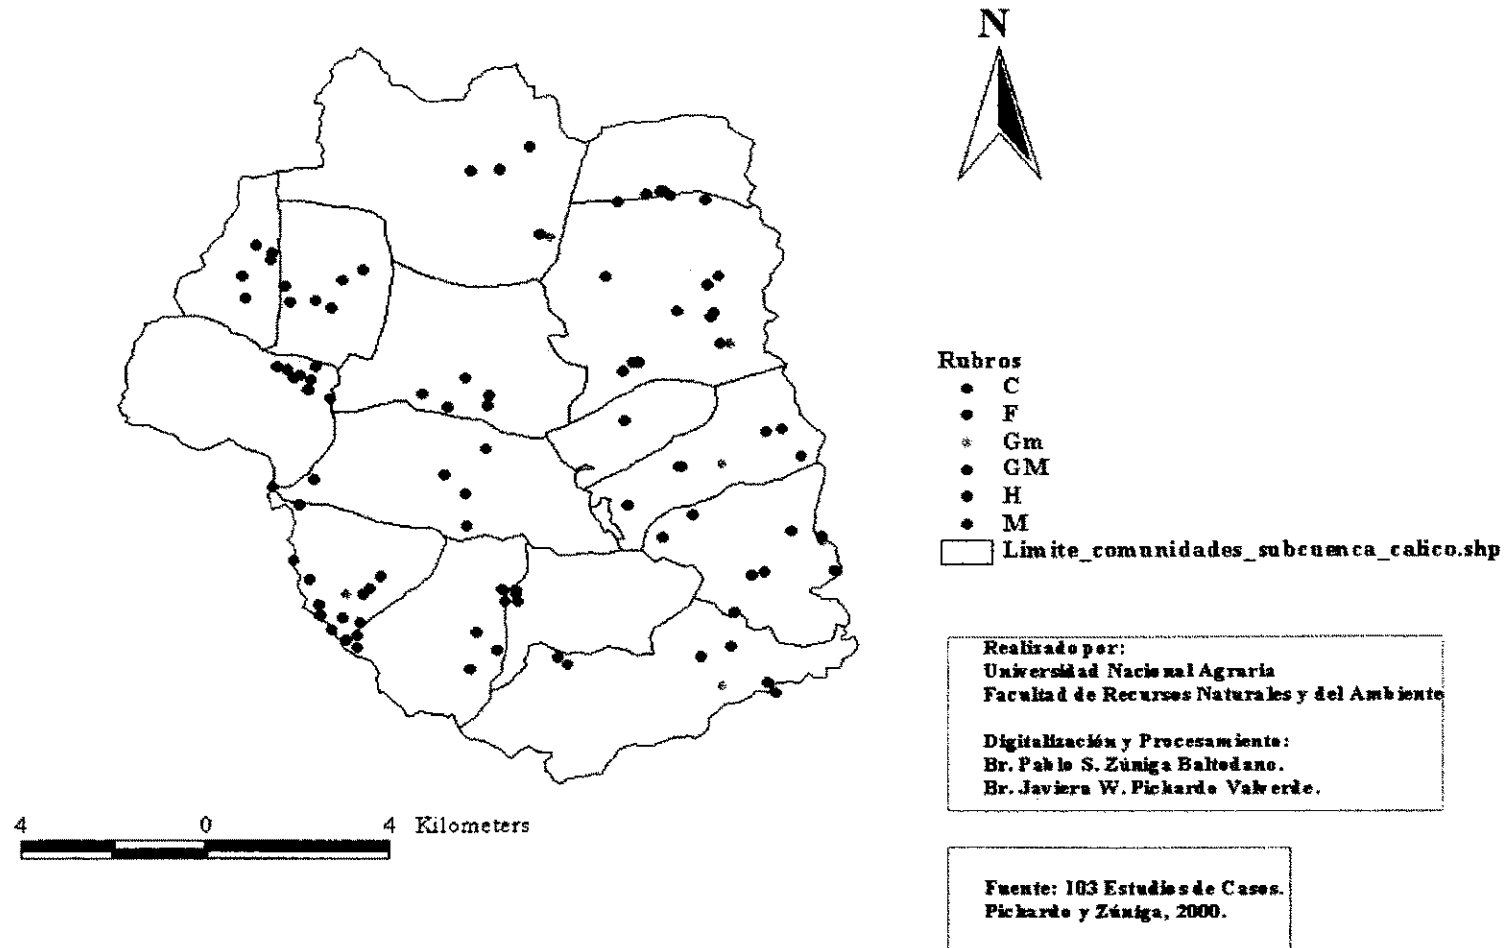 N
Rubros
C
F
Gm
GM
H
M
Limite_comunidades_subcuenca_calico.shp
Realizado por:
Universidad Nacional Agraria
Facultad de Recursos Naturales y del Ambiente
Digitalización y Procesamiento:
Br. Pablo S. Zúniga Baltodano.
Br. Javiera W. Pickardo Valverde.
4 0 4 Kilometers
Fuente: 103 Estudios de Casos.
Pichardo y Zúniga, 2000.